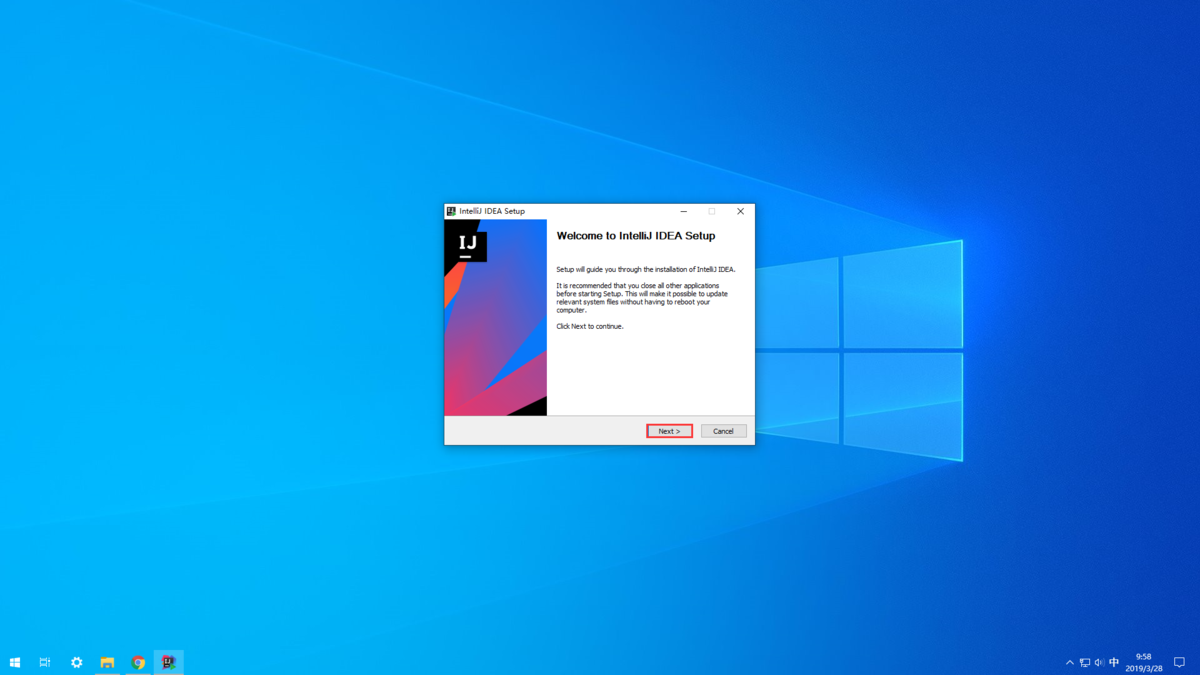 IntelliJ IDEA Setup
IJ
Welcome to IntelliJ IDEA Setup
Setup will guide you through the installation of IntelliJ IDEA.
It is recommended that you close all other applications
before starting Setup. This will make it possible to update
relevant system files without having to reboot your
computer.
Click Next to continue.
Next >
Cancel
中
9:58
2019/3/28